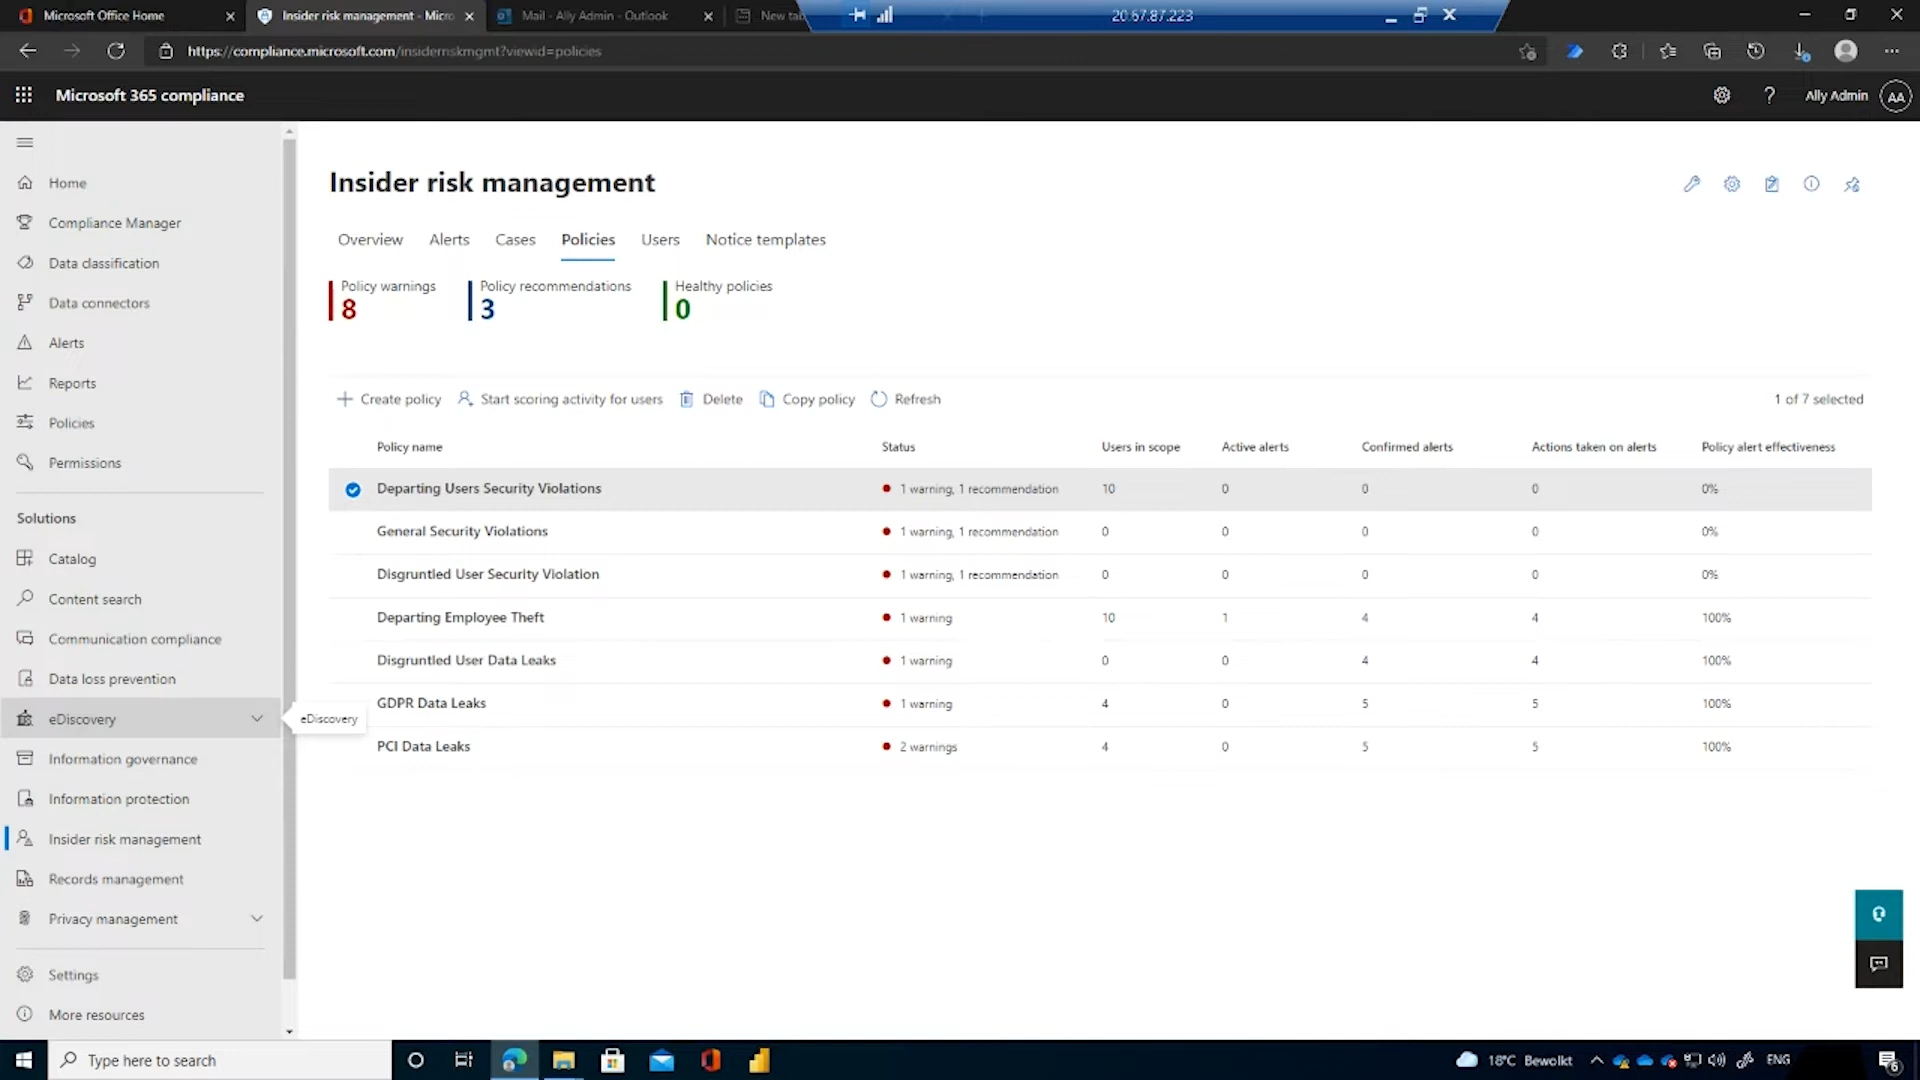 Microsoft Office Home
Insider risk management - Micro
Mail - Ally Admin - Outlook
New tab
20.67.87.223
https://compliance.microsoft.com/insiderriskmgmt?viewid=policies
Microsoft 365 compliance
Ally Admin
AA
Home
Compliance Manager
Data classification
Data connectors
Alerts
Reports
Policies
Permissions
Solutions
Catalog
Content search
Communication compliance
Data loss prevention
eDiscovery
eDiscovery
Information governance
Information protection
Insider risk management
Records management
Privacy management
Settings
More resources
Insider risk management
Overview Alerts Cases Policies Users Notice templates
Policy warnings Policy recommendations Healthy policies
8 3 0
Create policy Start scoring activity for users Delete Copy policy Refresh 1 of 7 selected
Policy name Status Users in scope Active alerts Confirmed alerts Actions taken on alerts Policy alert effectiveness
Departing Users Security Violations 1 warning, 1 recommendation 10 0 0 0 0%
General Security Violations 1 warning, 1 recommendation 0 0 0 0 0%
Disgruntled User Security Violation 1 warning, 1 recommendation 0 0 0 0 0%
Departing Employee Theft 1 warning 10 1 4 4 100%
Disgruntled User Data Leaks 1 warning 0 0 4 4 100%
GDPR Data Leaks 1 warning 4 0 5 5 100%
PCI Data Leaks 2 warnings 4 0 5 5 100%
Type here to search
18°C Bewolkt
ENG
6